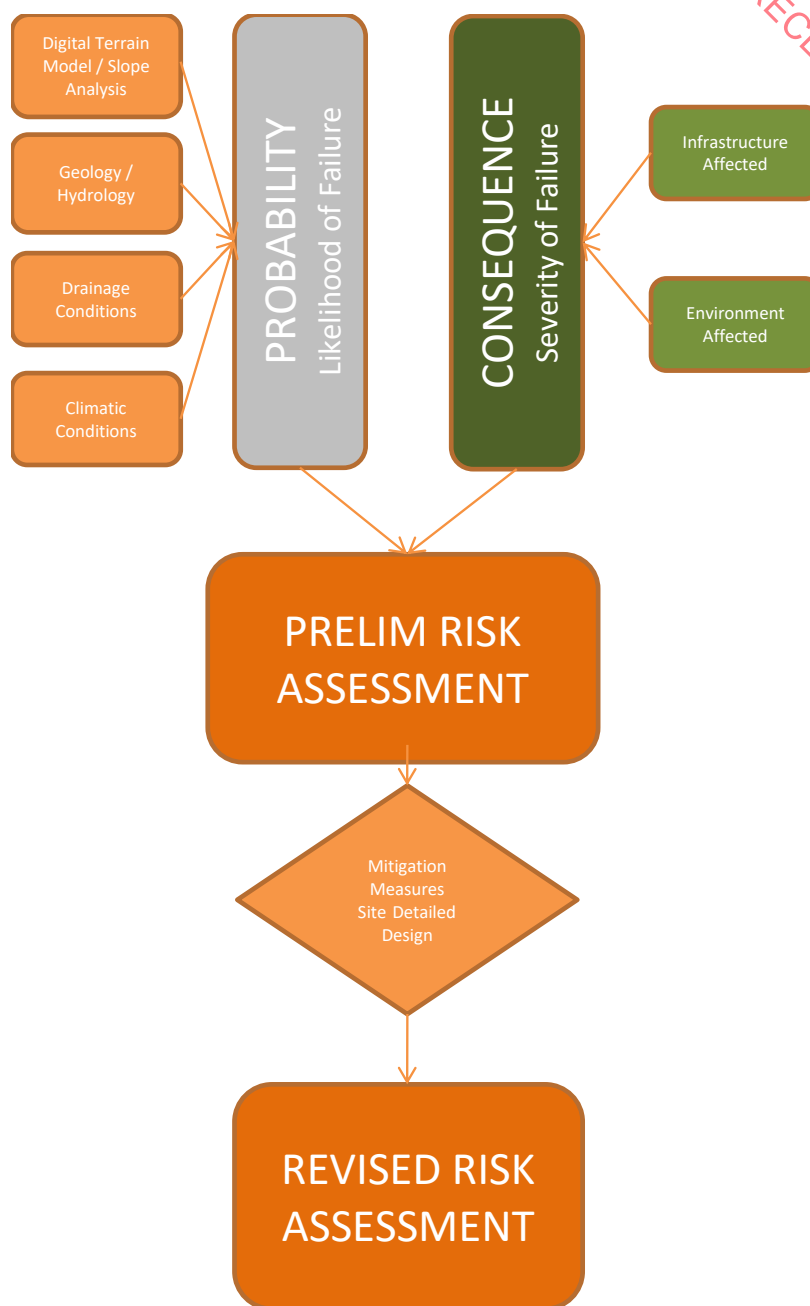 Digital Terrain
Model / Slope
Analysis
Geology /
Hydrology
Drainage
Conditions
Climatic
Conditions
PROBABILITY
Likelihood of Failure
CONSEQUENCE
Severity of Failure
Infrastructure
Affected
Environment
Affected
PRELIM RISK
ASSESSMENT
Mitigation
Measures
Site Detailed
Design
REVISED RISK
ASSESSMENT